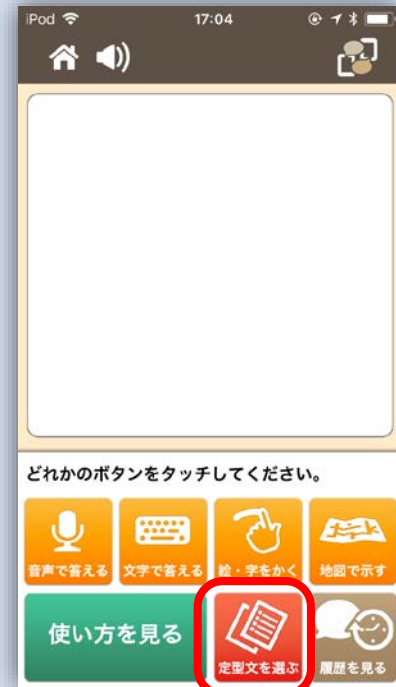 iPod 17:04
どれかのボタンをタッチしてください。
音声で答える 文字で答える 絵・字をかく 地図で示す
使い方を見る 定型文を選ぶ 履歴を見る